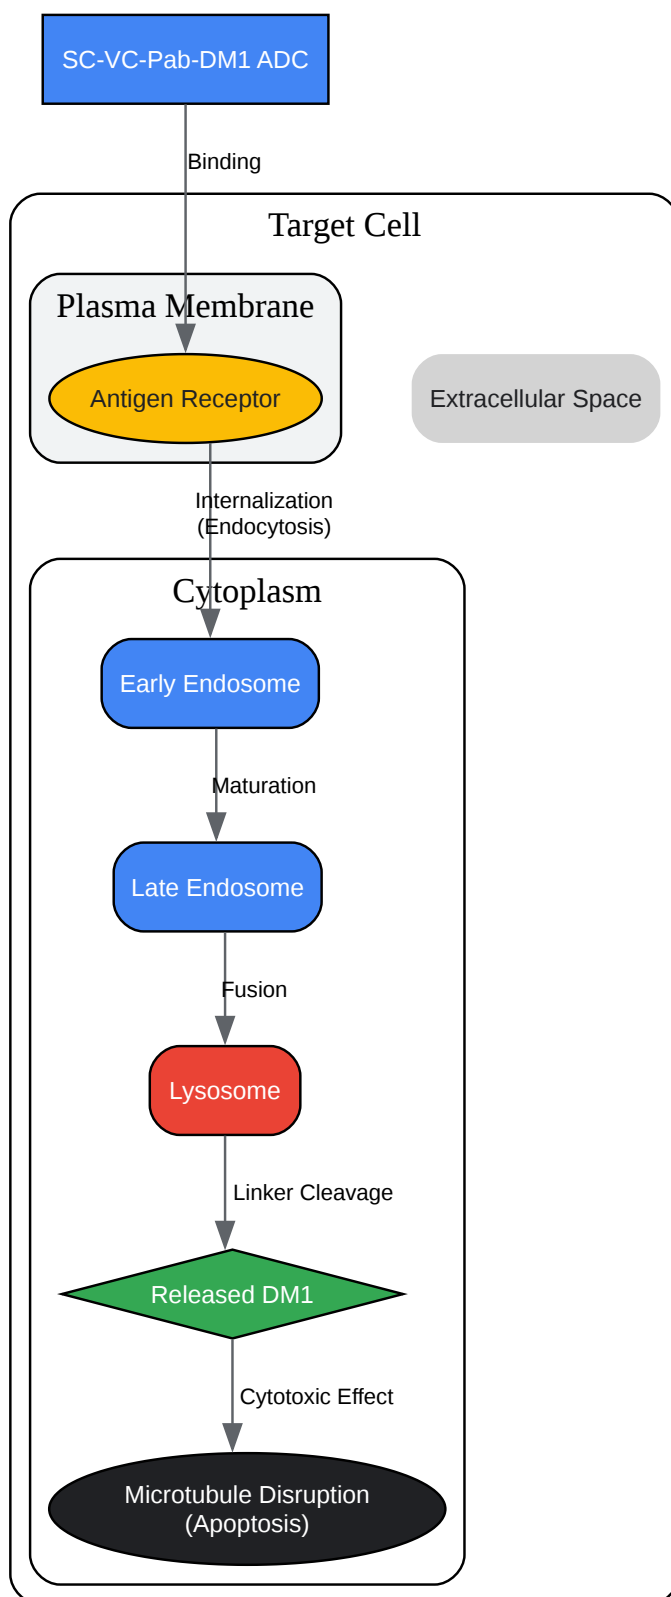 SC-VC-Pab-DM1 ADC
Binding
Target Cell
Plasma Membrane
Antigen Receptor
Extracellular Space
Internalization
(Endocytosis)
Cytoplasm
Early Endosome
Maturation
Late Endosome
Fusion
Lysosome
Linker Cleavage
Released DM1
Cytotoxic Effect
Microtubule Disruption
(Apoptosis)